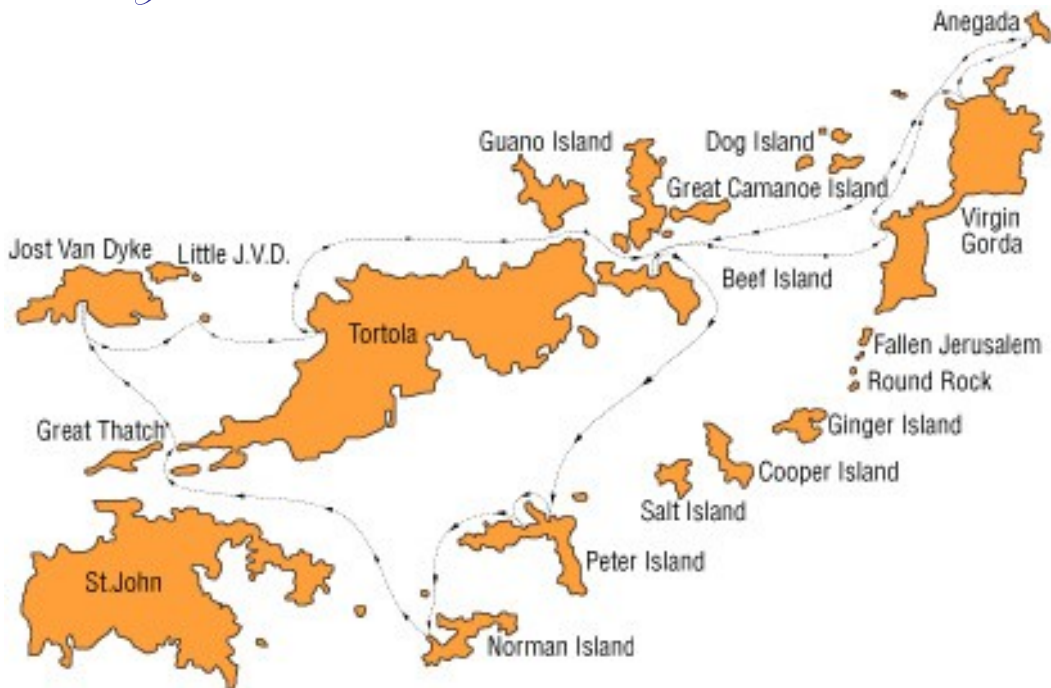 Anegada
Guano Island
Dog Island
Great Camanoe Island
Virgin
Gorda
Jost Van Dyke
Little J.V.D.
Beef Island
Tortola
Fallen Jerusalem
Round Rock
Great Thatch
Ginger Island
Cooper Island
Salt Island
Peter Island
St.John
Norman Island